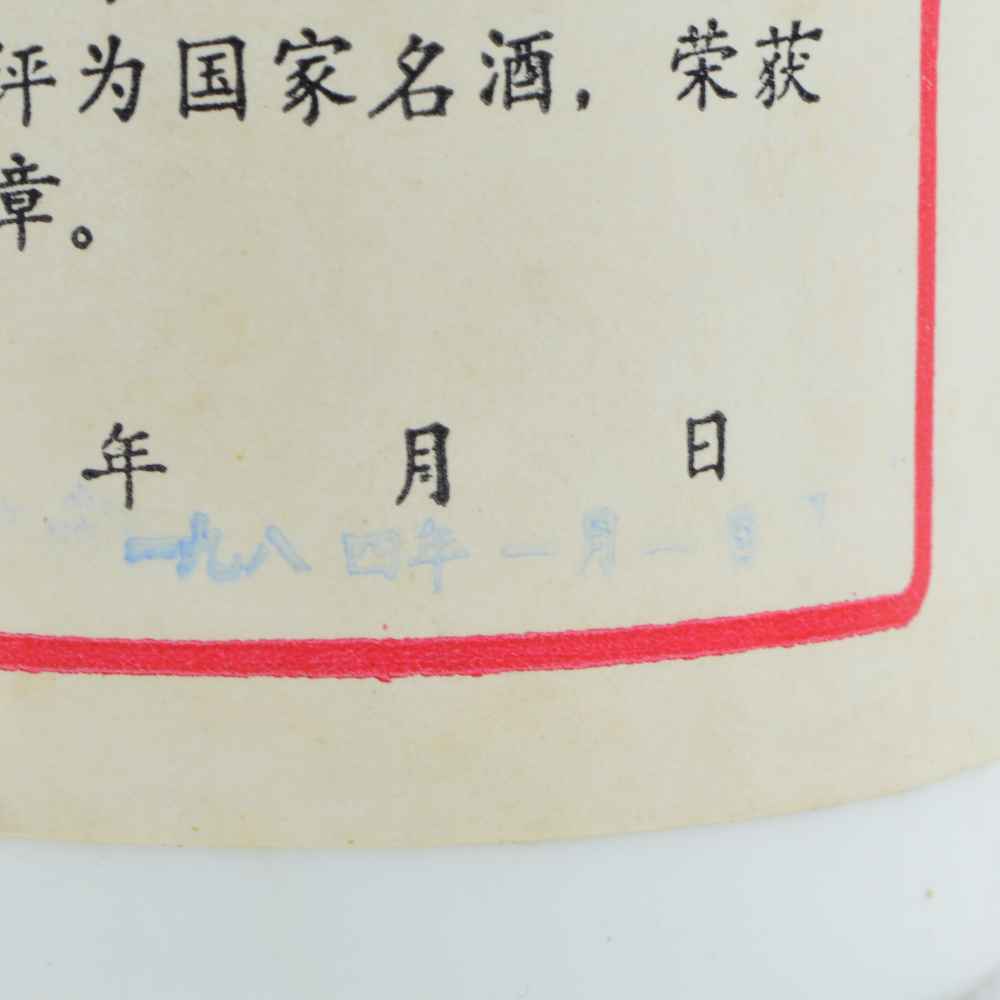 评为国家名酒，荣获
章。
年 月 日
一九八四年一月一日